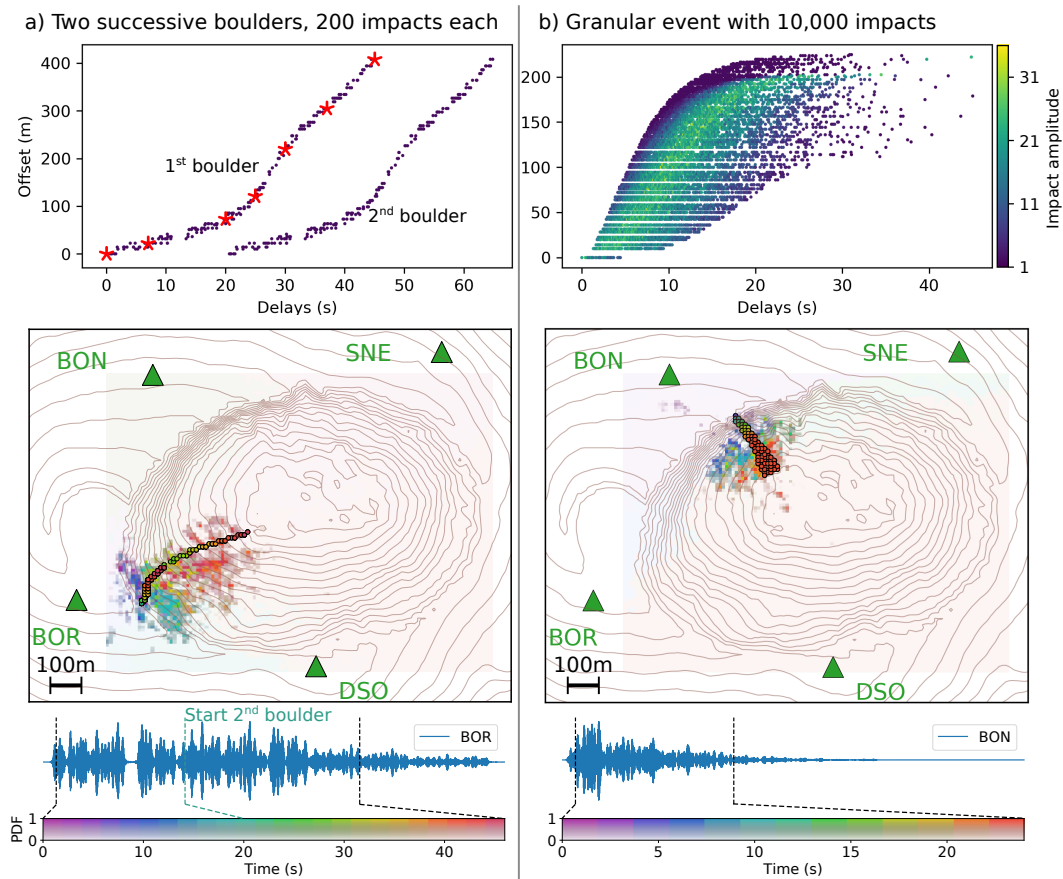 a) Two successive boulders, 200 impacts each
400
300
200
100
0
Offset (m)
1st boulder
2nd boulder
0 10 20 30 40 50 60
Delays (s)
b) Granular event with 10,000 impacts
200
150
100
50
0
0 10 20 30 40
Delays (s)
31
21
11
1
Impact amplitude
BON
SNE
BOR
DSO
100m
BON
SNE
BOR
DSO
100m
Start 2nd boulder
BOR
PDF
1
0
0 10 20 30 40
Time (s)
BON
1
0
0 5 10 15 20
Time (s)